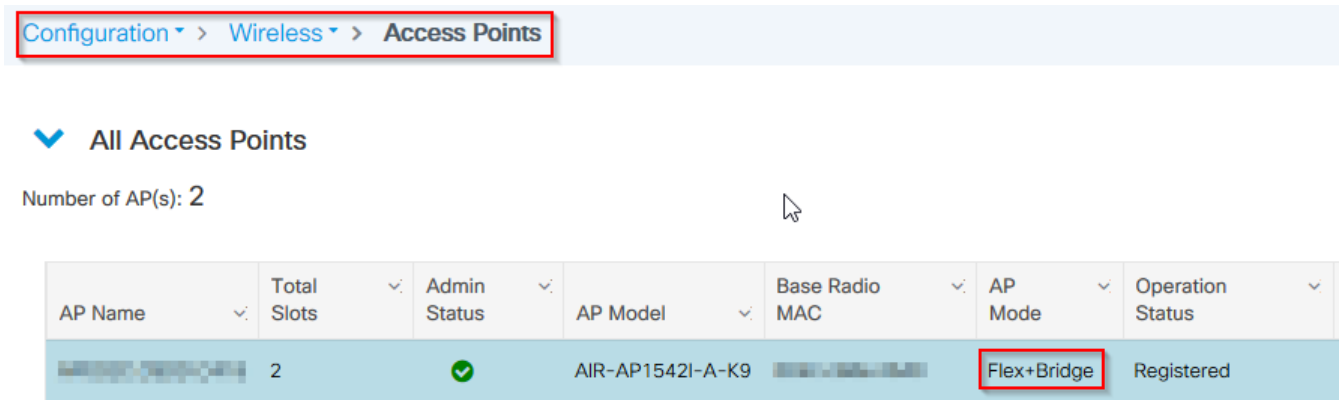 Configuration > Wireless > Access Points
All Access Points
Number of AP(s): 2
AP Name Total Slots Admin Status AP Model Base Radio MAC AP Mode Operation Status
2 AIR-AP1542I-A-K9 Flex+Bridge Registered